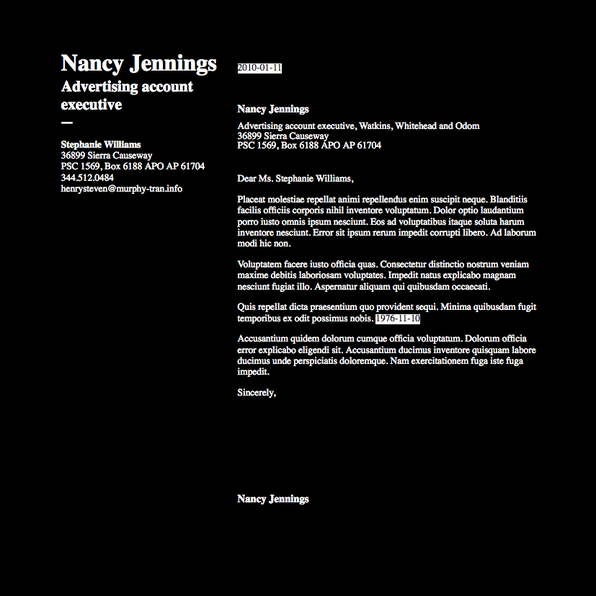 Nancy Jennings
Advertising account
executive
—
Stephanie Williams
36899 Sierra Causeway
PSC 1569, Box 6188 APO AP 61704
344.512.0484
henrysteven@murphy-tran.info
2010-01-11
Nancy Jennings
Advertising account executive, Watkins, Whitehead and Odom
36899 Sierra Causeway
PSC 1569, Box 6188 APO AP 61704
Dear Ms. Stephanie Williams,
Placeat molestiae repellat animi repellendus enim suscipit neque. Blanditiis
facilis officiis corporis nihil inventore voluptatum. Dolor optio laudantium
porro iusto omnis ipsum nesciunt. Eos ad voluptatibus itaque soluta harum
inventore nesciunt. Error sit ipsum rerum impedit corrupti libero. Ad laborum
modi hic non.
Voluptatem facere iusto officia quas. Consectetur distinctio nostrum veniam
maxime debitis laboriosam voluptates. Impedit natus explicabo magnam
nesciunt fugiat illo. Aspernatur aliquam qui quibusdam occaecati.
Quis repellat dicta praesentium quo provident sequi. Minima quibusdam fugit
temporibus ex odit possimus nobis. 1976-11-10
Accusantium quidem dolorum cumque officia voluptatum. Dolorum officia
error explicabo eligendi sit. Accusantium ducimus inventore quisquam labore
ducimus unde perspiciatis doloremque. Nam exercitationem fuga iste fuga
impedit.
Sincerely,
Nancy Jennings